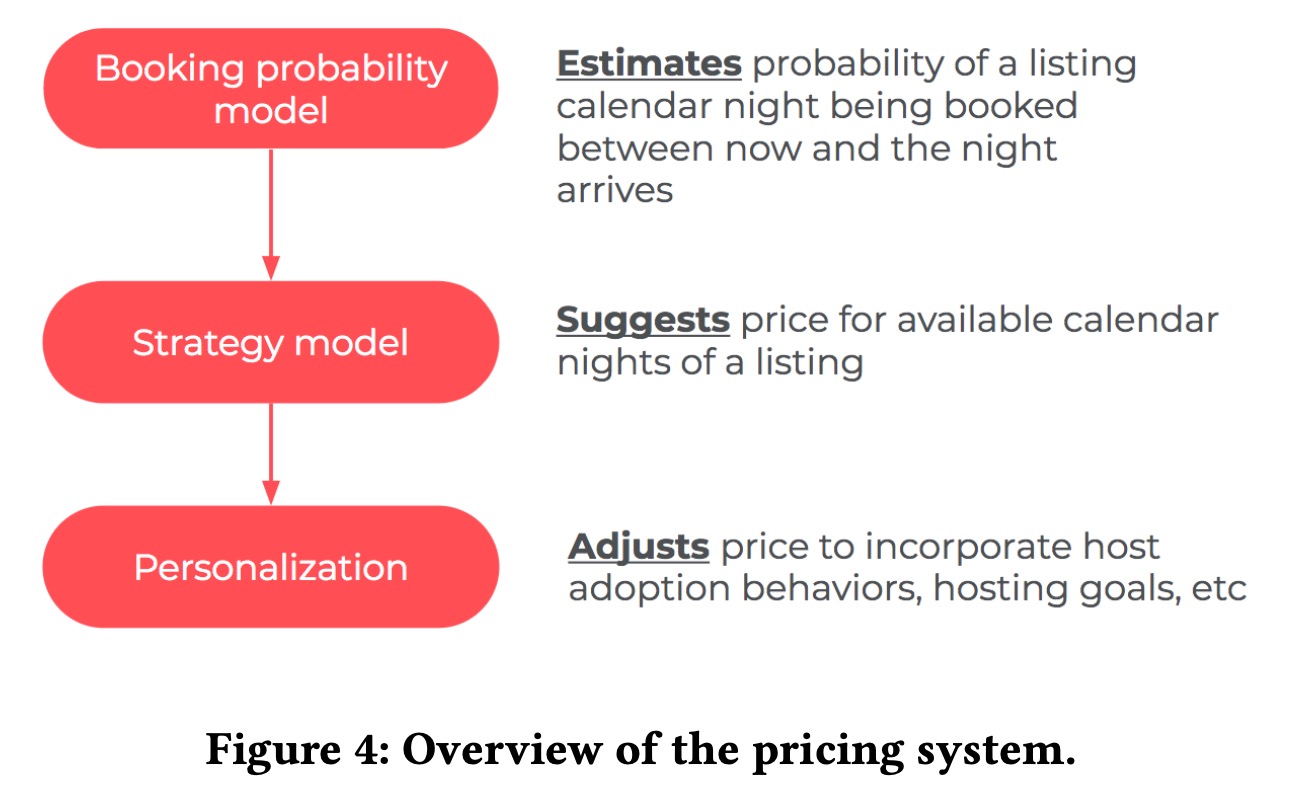 Booking probability
model
Estimates probability of a listing
calendar night being booked
between now and the night
arrives
Strategy model
Suggests price for available calendar
nights of a listing
Personalization
Adjusts price to incorporate host
adoption behaviors, hosting goals, etc
Figure 4: Overview of the pricing system.